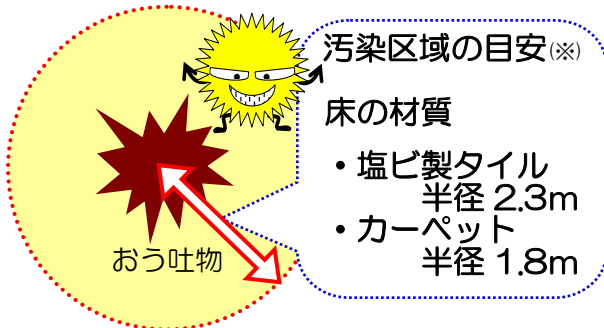 汚染区域の目安(※)
床の材質
・塩ビ製タイル
半径 2.3m
・カーペット
半径 1.8m
おう吐物